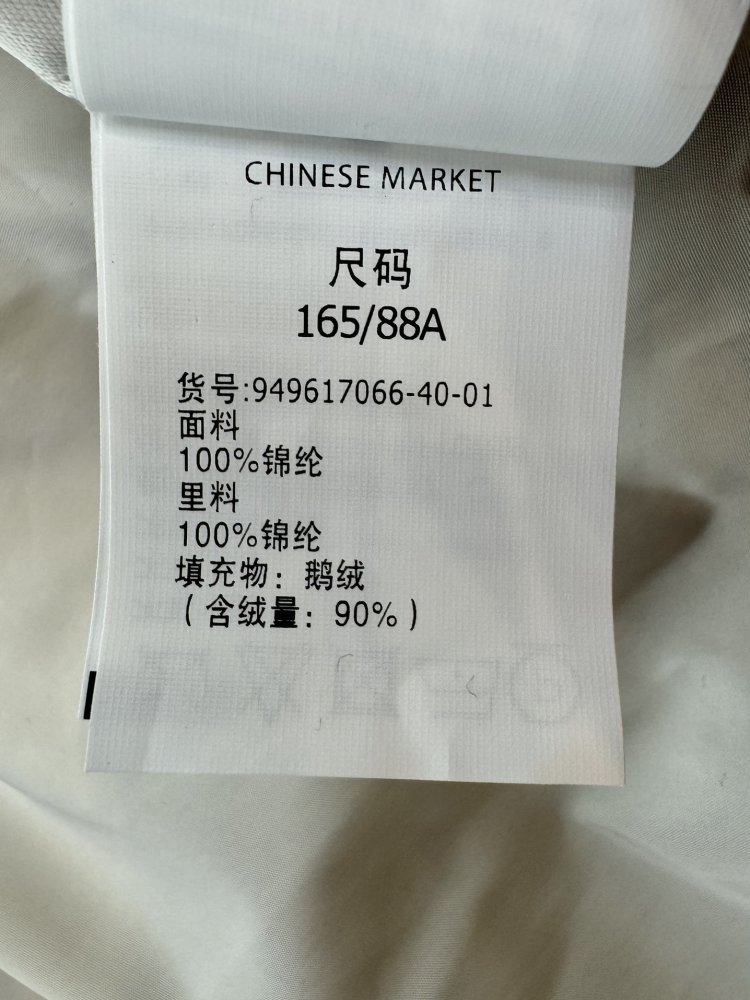 CHINESE MARKET
尺码
165/88A
货号:949617066-40-01
面料
100%锦纶
里料
100%锦纶
填充物：鹅绒
（含绒量：90%）